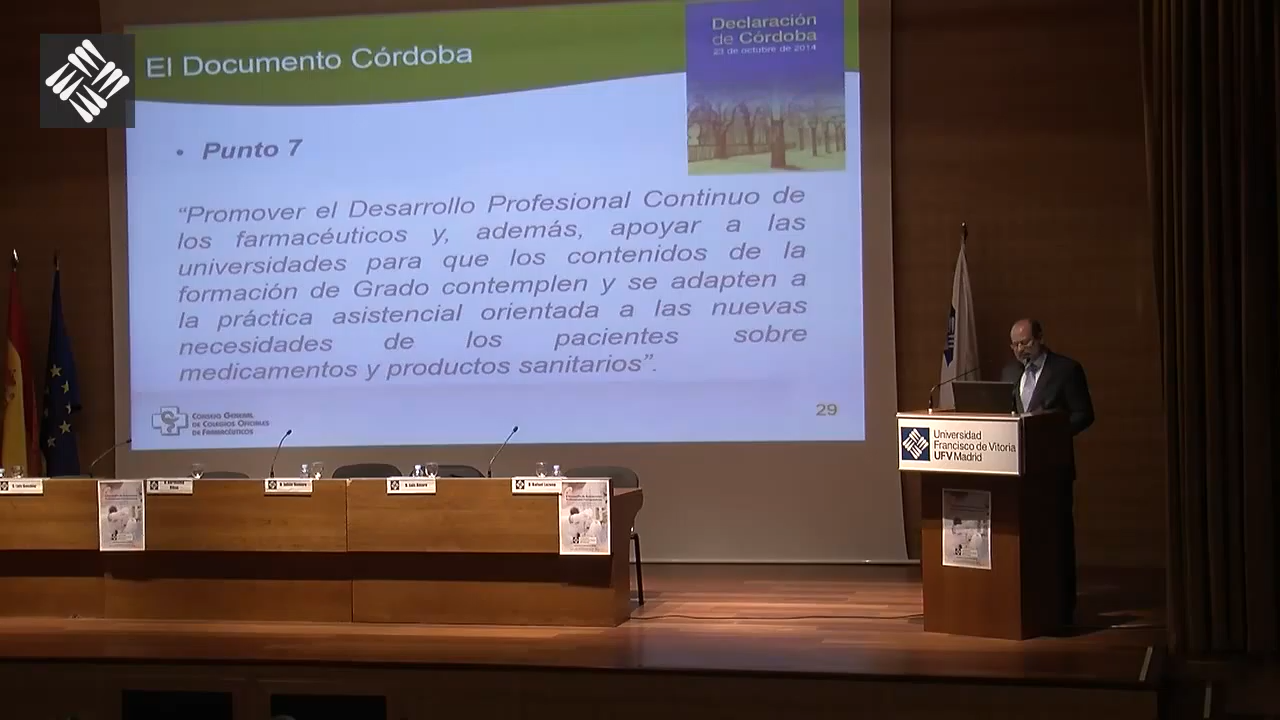 El Documento Córdoba
Declaración
de Córdoba
23 de octubre de 2014
• Punto 7
“Promover el Desarrollo Profesional Continuo de
los farmacéuticos y, además, apoyar a las
universidades para que los contenidos de la
formación de Grado contemplen y se adapten a
la práctica asistencial orientada a las nuevas
necesidades de los pacientes sobre
medicamentos y productos sanitarios”.
Consejo General
de Colegios Oficiales
de Farmacéuticos
29
Universidad
Francisco de Vitoria
UFV Madrid